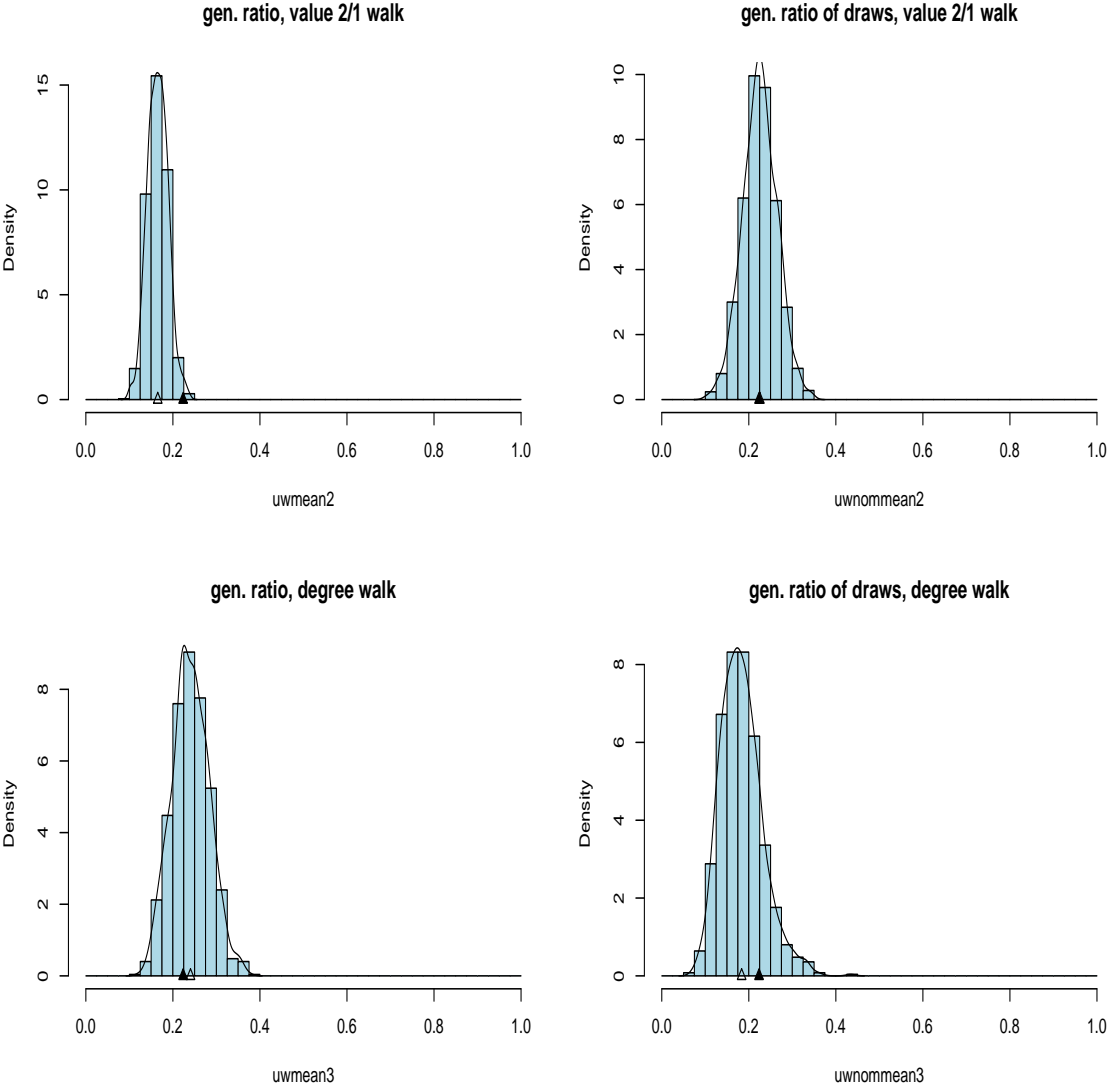 gen. ratio, value 2/1 walk
Density
15
10
5
0
0.0 0.2 0.4 0.6 0.8 1.0
uwmean2
gen. ratio of draws, value 2/1 walk
Density
10
8
6
4
2
0
0.0 0.2 0.4 0.6 0.8 1.0
uwnommean2
gen. ratio, degree walk
Density
8
6
4
2
0
0.0 0.2 0.4 0.6 0.8 1.0
uwmean3
gen. ratio of draws, degree walk
Density
8
6
4
2
0
0.0 0.2 0.4 0.6 0.8 1.0
uwnommean3